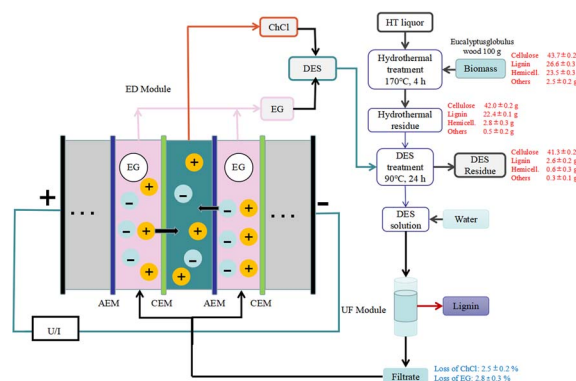 ChCl
HT liquor
Eucalyptusglobulus
wood 100 g
Cellulose 43.7±0.2
Lignin 26.6±0.3
Hemicell. 23.5±0.3
Others 2.5±0.2 g
ED Module
DES
Hydrothermal
treatment
170°C, 4 h
Biomass
EG
Hydrothermal
residue
Cellulose 42.0±0.2 g
Lignin 22.4±0.1 g
Hemicell. 2.8±0.3 g
Others 0.5±0.2 g
EG
EG
DES
treatment
90°C, 24 h
DES
Residue
Cellulose 41.3±0.2
Lignin 2.6±0.2 g
Hemicell. 0.6±0.3 g
Others 0.3±0.1 g
+
−
...
...
DES
solution
Water
AEM
CEM
AEM
CEM
UF Module
Lignin
U/I
Filtrate
Loss of ChCl: 2.5±0.2 %
Loss of EG: 2.8±0.3 %